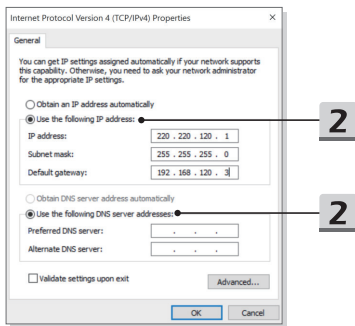 Internet Protocol Version 4 (TCP/IPv4) Properties
General
You can get IP settings assigned automatically if your network supports
this capability. Otherwise, you need to ask your network administrator
for the appropriate IP settings.
Obtain an IP address automatically
Use the following IP address:
2
IP address: 220 . 220 . 120 . 1
Subnet mask: 255 . 255 . 255 . 0
Default gateway: 192 . 168 . 120 . 3
Obtain DNS server address automatically
Use the following DNS server addresses:
2
Preferred DNS server: . . .
Alternate DNS server: . . .
Validate settings upon exit
Advanced...
OK Cancel